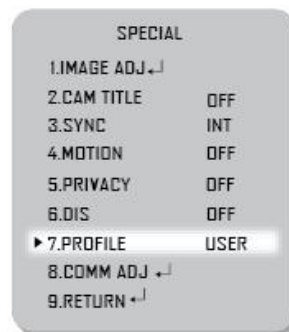 SPECIAL
1.IMAGE ADJ↵
2.CAM TITLE OFF
3.SYNC INT
4.MOTION OFF
5.PRIVACY OFF
6.DIS OFF
▶7.PROFILE USER
8.COMM ADJ ↵
9.RETURN ↵